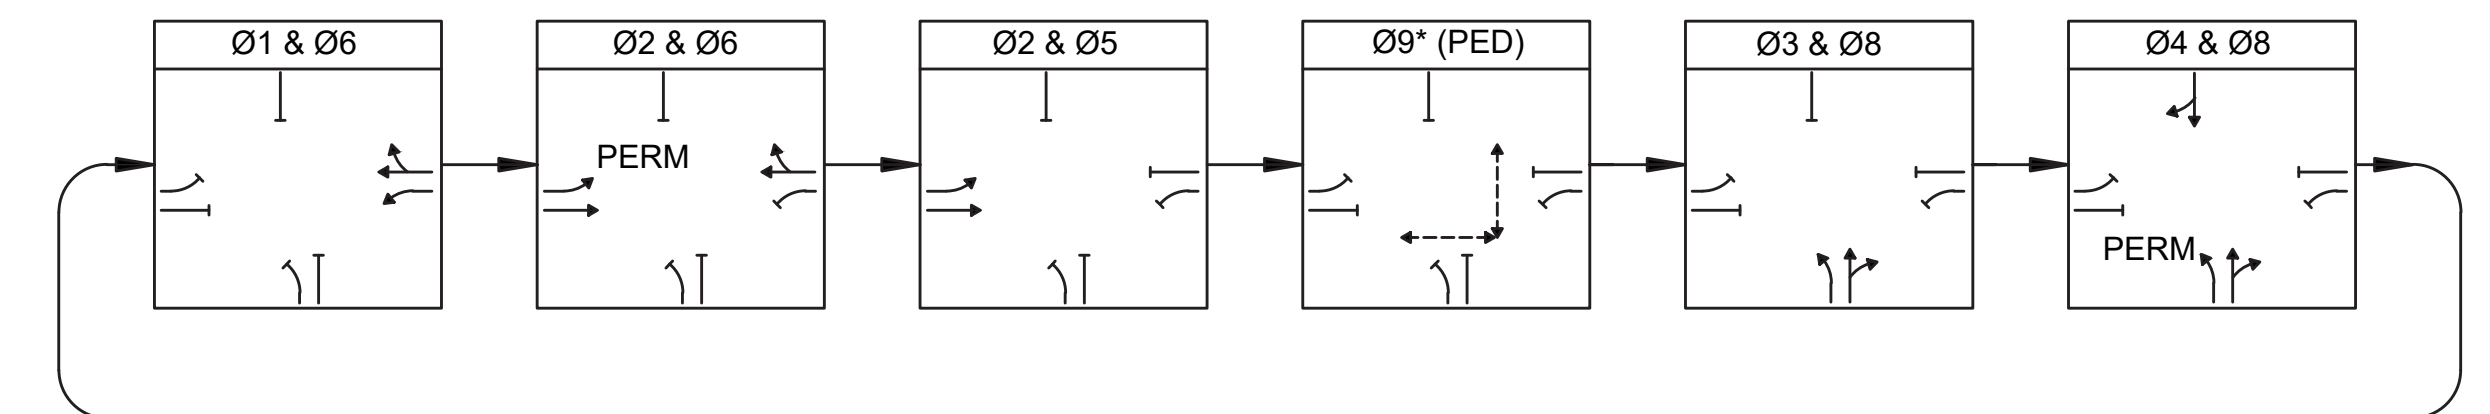 Ø1 & Ø6
Ø2 & Ø6
Ø2 & Ø5
Ø9* (PED)
Ø3 & Ø8
Ø4 & Ø8
PERM
PERM